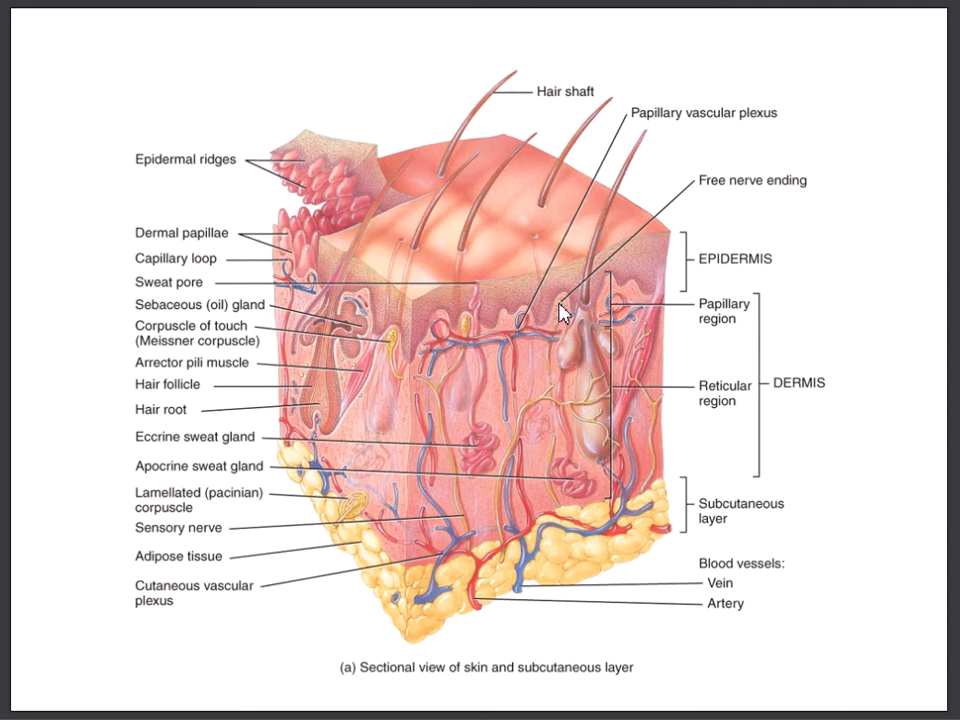 Hair shaft
Papillary vascular plexus
Epidermal ridges
Free nerve ending
Dermal papillae
Capillary loop
EPIDERMIS
Sweat pore
Sebaceous (oil) gland
Papillary
region
Corpuscle of touch
(Meissner corpuscle)
Arrector pili muscle
Hair follicle
Reticular
region
DERMIS
Hair root
Eccrine sweat gland
Apocrine sweat gland
Lamellated (pacinian)
corpuscle
Subcutaneous
layer
Sensory nerve
Adipose tissue
Blood vessels:
Vein
Cutaneous vascular
plexus
Artery
(a) Sectional view of skin and subcutaneous layer